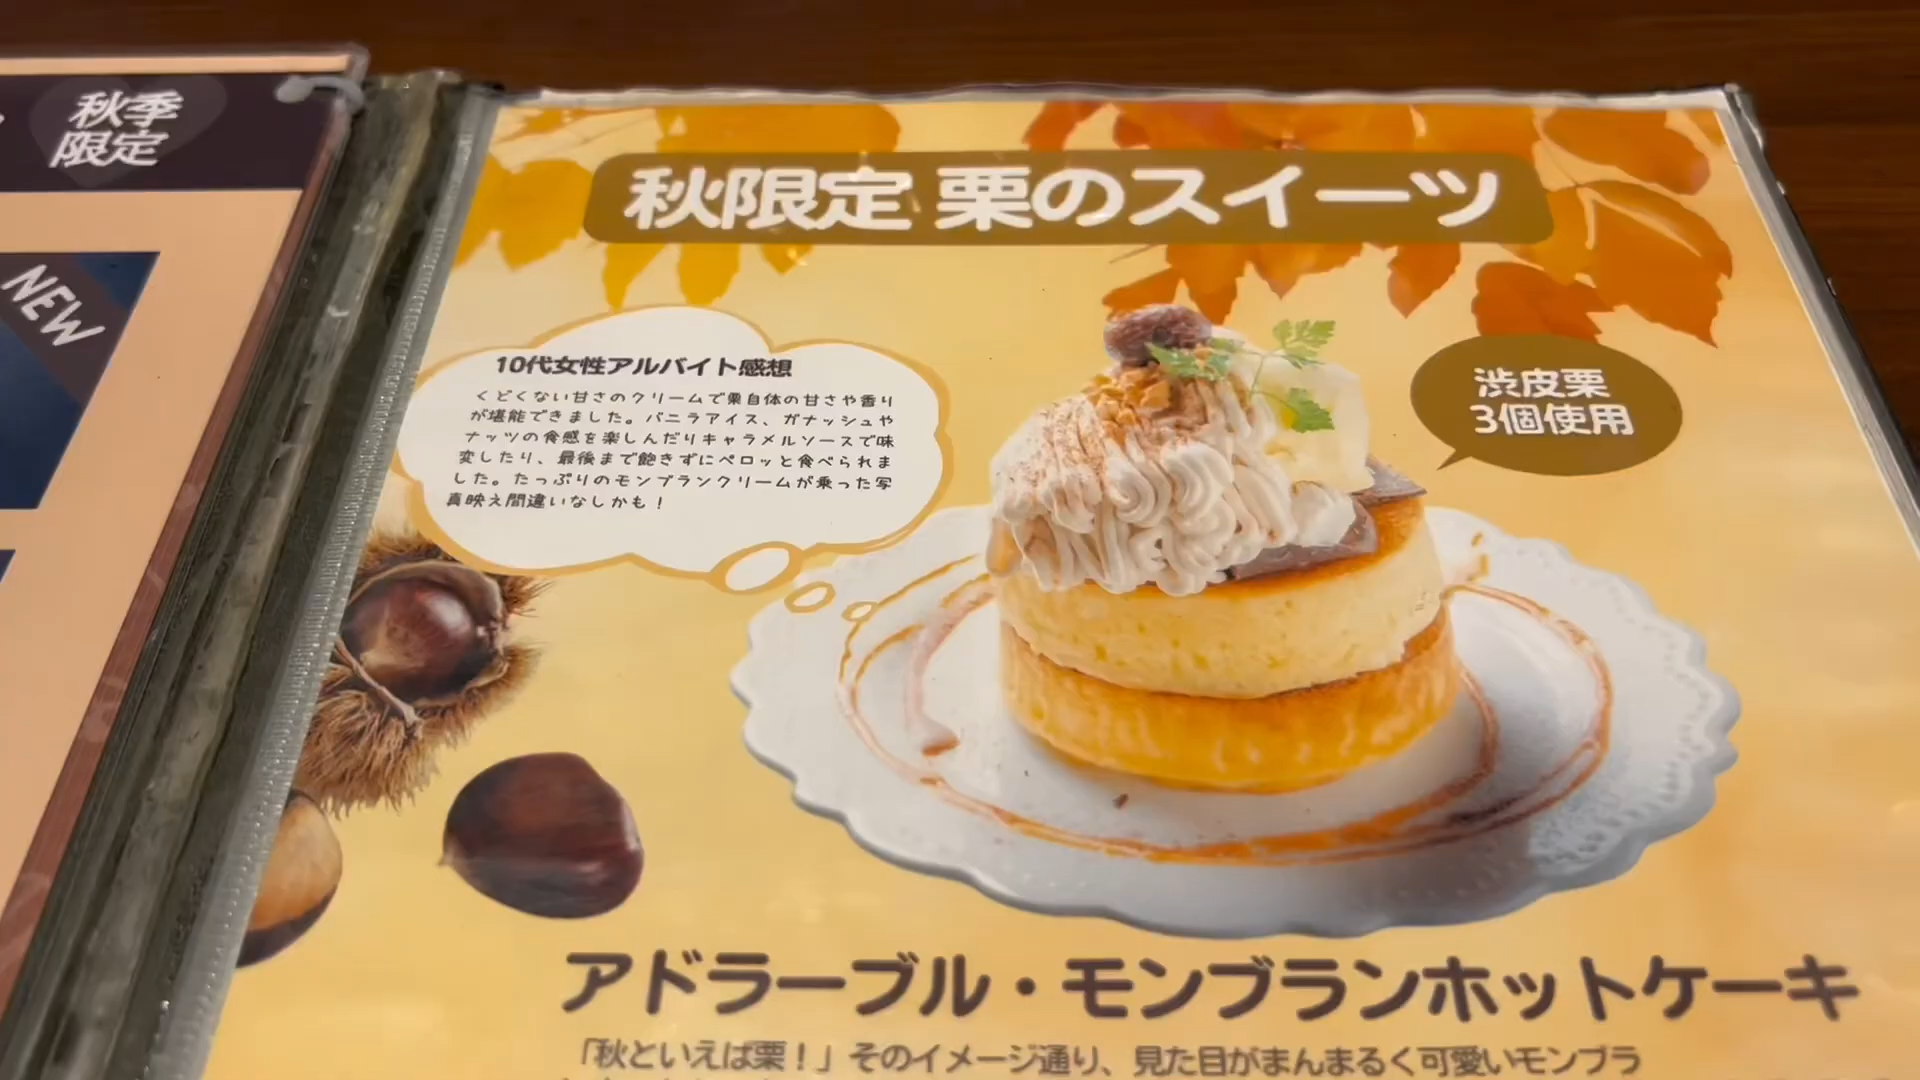 秋季
限定
NEW
秋限定 栗のスイーツ
10代女性アルバイト感想
くどくない甘さのクリームで栗自体の甘さや香り
が堪能できました。バニラアイス、ガナッシュや
ナッツの食感を楽しんだりキャラメルソースで味
変したり、最後まで飽きずにペロッと食べられま
した。たっぷりのモンブランクリームが乗った写
真映え間違いなしかも！
渋皮栗
3個使用
アドラーブル・モンブランホットケーキ
「秋といえば栗！」そのイメージ通り、見た目がまんまるく可愛いモンブラ